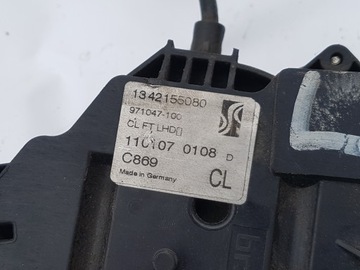 1342155080
971047-100
CL FT LHD
110107 0108 D
C869
CL
Made in Germany